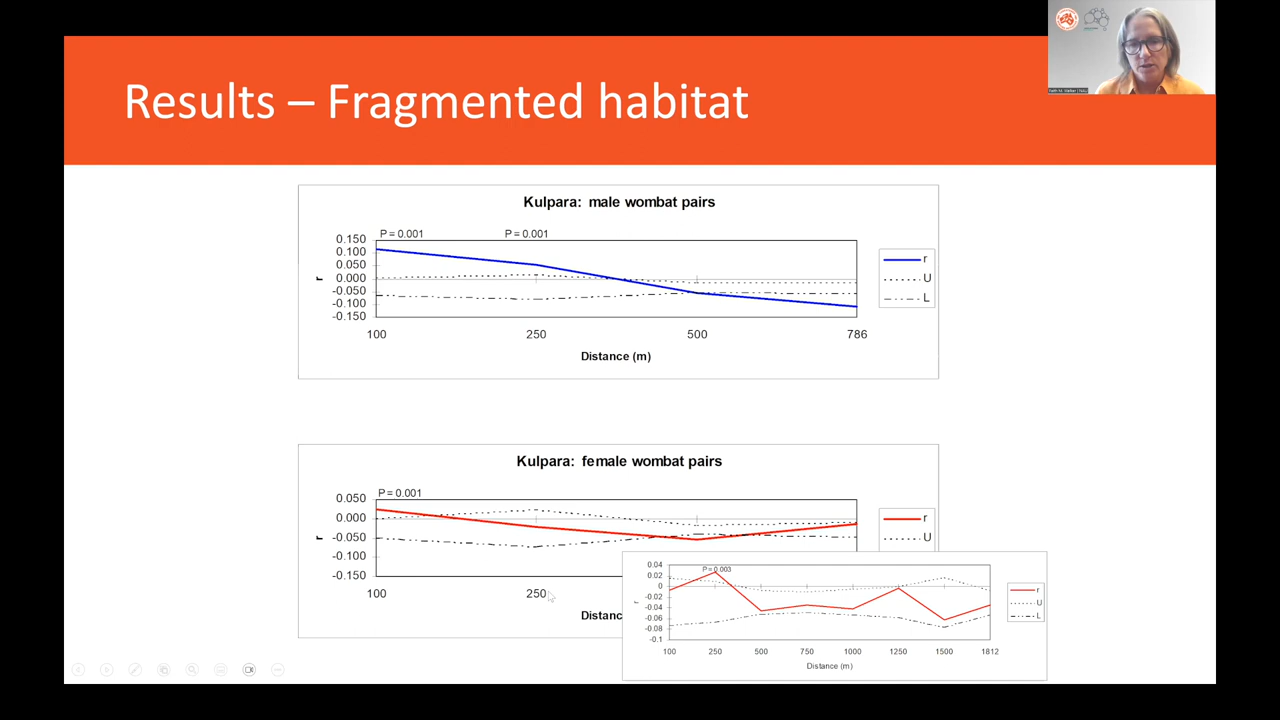 Results – Fragmented habitat
Kulpara: male wombat pairs
P = 0.001
P = 0.001
0.150
0.100
0.050
0.000
-0.050
-0.100
-0.150
r
100
250
500
786
Distance (m)
r
U
L
Kulpara: female wombat pairs
P = 0.001
0.050
0.000
-0.050
-0.100
-0.150
r
100
250
Distanc
r
U
P = 0.003
0.04
0.02
0
-0.02
-0.04
-0.06
-0.08
-0.1
r
100
250
500
750
1000
1250
1500
1812
Distance (m)
r
U
L